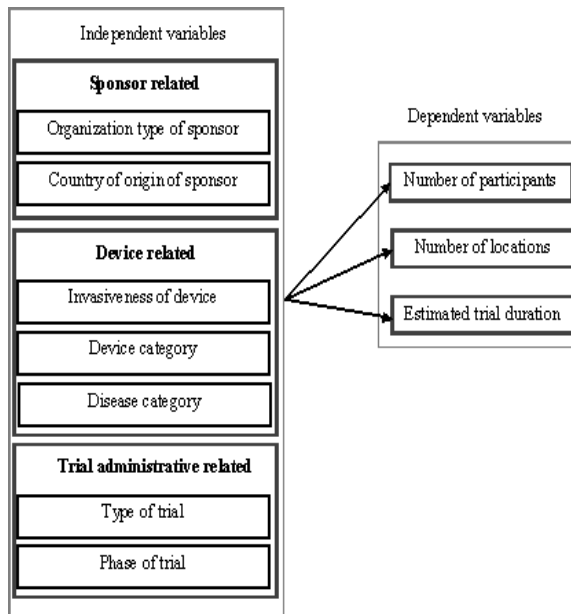 Independent variables
Sponsor related
Organization type of sponsor
Country of origin of sponsor
Device related
Invasiveness of device
Device category
Disease category
Trial administrative related
Type of trial
Phase of trial
Dependent variables
Number of participants
Number of locations
Estimated trial duration